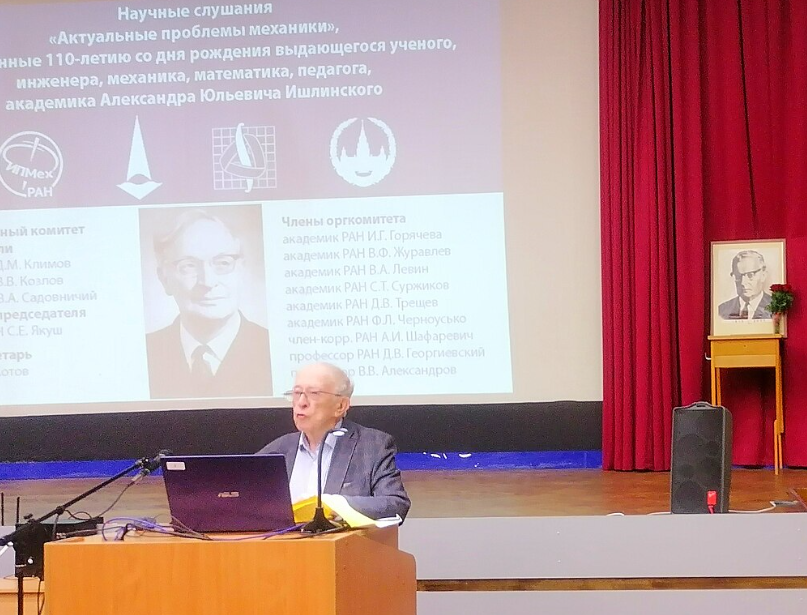 Научные слушания
«Актуальные проблемы механики»,
нные 110-летию со дня рождения выдающегося ученого,
инженера, механика, математика, педагога,
академика Александра Юльевича Ишлинского
ИПМех
РАН
ный комитет
ли
Д.М. Климов
В.В. Козлов
В.А. Садовничий
председателя
Н С.Е. Якуш
тарь
отов
Члены оргкомитета
академик РАН И.Г. Горячева
академик РАН В.Ф. Журавлев
академик РАН В.А. Левин
академик РАН С.Т. Суржиков
академик РАН Д.В. Трещев
академик РАН Ф.Л. Черноусько
член-корр. РАН А.И. Шафаревич
профессор РАН Д.В. Георгиевский
ор В.В. Александров
ASUS